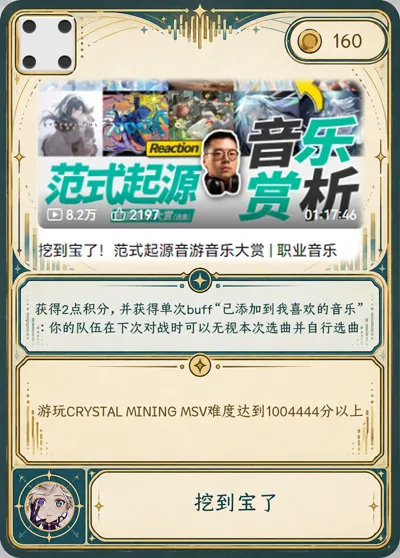 160
Reaction
范式起源
音乐
赏析
8.2万
2197
01:17:46
挖到宝了！范式起源音游音乐大赏 | 职业音乐
获得2点积分，并获得单次buff“已添加到我喜欢的音乐”
：你的队伍在下次对战时可以无视本次选曲并自行选曲
游玩CRYSTAL MINING MSV难度达到1004444分以上
挖到宝了